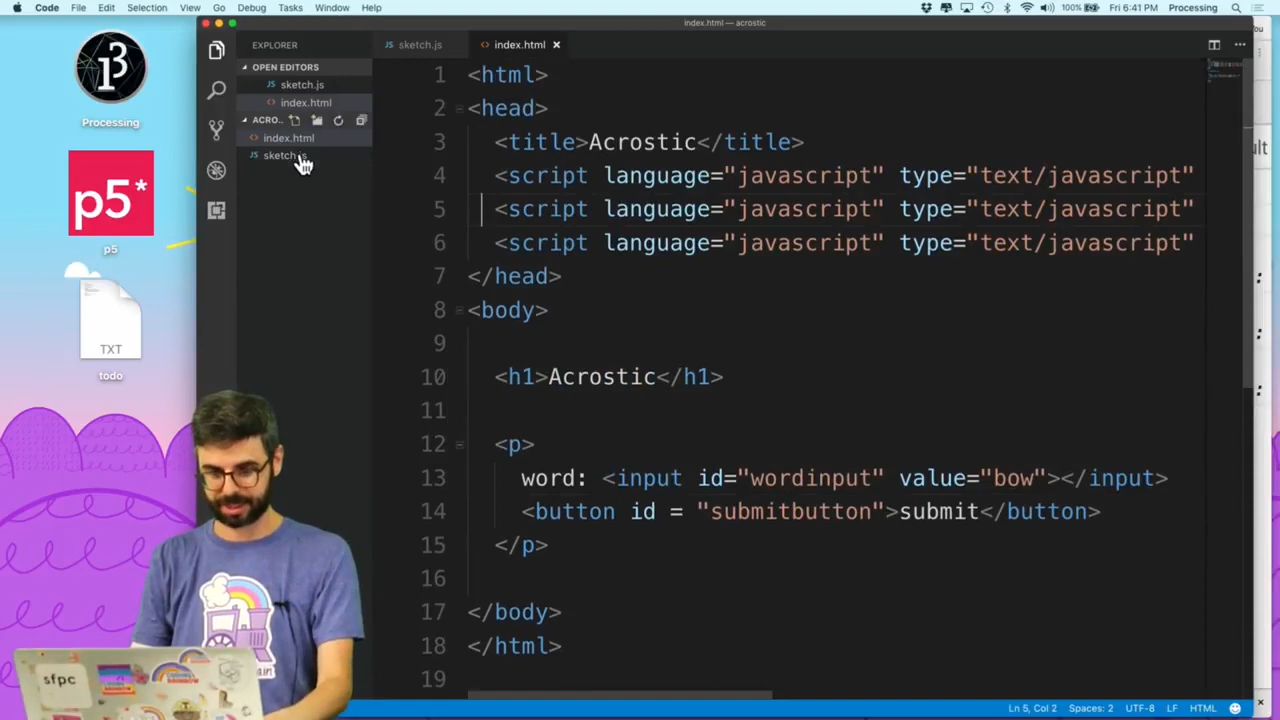 Code File Edit Selection View Go Debug Tasks Window Help 100% Fri 6:41 PM Processing
index.html — acrostic
EXPLORER
sketch.js
index.html
OPEN EDITORS
sketch.js
index.html
ACRO..
index.html
sketch.js
1 <html>
2 <head>
3 <title>Acrostic</title>
4 <script language="javascript" type="text/javascript"
5 <script language="javascript" type="text/javascript"
6 <script language="javascript" type="text/javascript"
7 </head>
8 <body>
9
10 <h1>Acrostic</h1>
11
12 <p>
13 word: <input id="wordinput" value="bow"></input>
14 <button id = "submitbutton">submit</button>
15 </p>
16
17 </body>
18 </html>
19
Ln 5, Col 2 Spaces: 2 UTF-8 LF HTML
Processing
p5*
p5
TXT
todo
sfpc